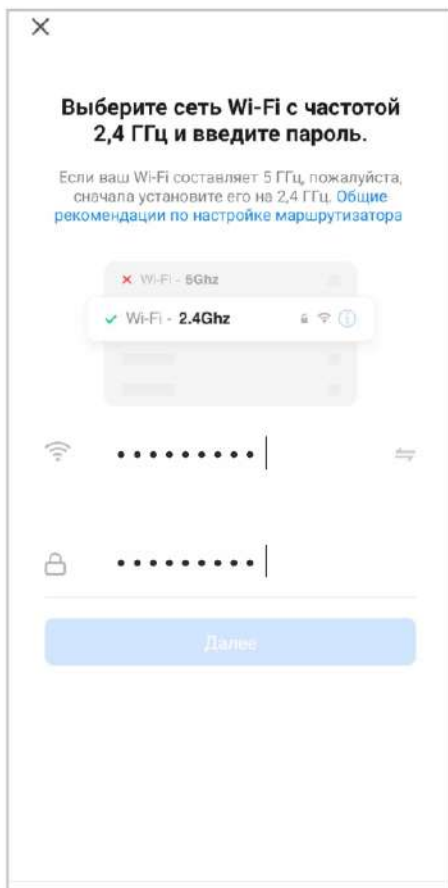 Выберите сеть Wi-Fi с частотой
2,4 ГГц и введите пароль.
Если ваш Wi-Fi составляет 5 ГГц, пожалуйста,
сначала установите его на 2,4 ГГц. Общие
рекомендации по настройке маршрутизатора
Wi-Fi - 5Ghz
Wi-Fi - 2.4Ghz
Далее